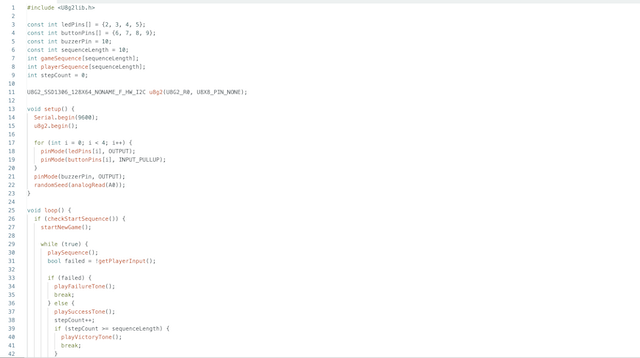 1 #include <U8g2lib.h>
2
3 const int ledPins[] = {2, 3, 4, 5};
4 const int buttonPins[] = {6, 7, 8, 9};
5 const int buzzerPin = 10;
6 const int sequenceLength = 10;
7 int gameSequence[sequenceLength];
8 int playerSequence[sequenceLength];
9 int stepCount = 0;
10
11 U8G2_SSD1306_128X64_NONAME_F_HW_I2C u8g2(U8G2_R0, U8X8_PIN_NONE);
12
13 void setup() {
14   Serial.begin(9600);
15   u8g2.begin();
16
17   for (int i = 0; i < 4; i++) {
18     pinMode(ledPins[i], OUTPUT);
19     pinMode(buttonPins[i], INPUT_PULLUP);
20   }
21   pinMode(buzzerPin, OUTPUT);
22   randomSeed(analogRead(A0));
23 }
24
25 void loop() {
26   if (checkStartSequence()) {
27     startNewGame();
28
29     while (true) {
30       playSequence();
31       bool failed = !getPlayerInput();
32
33       if (failed) {
34         playFailureTone();
35         break;
36       } else {
37         playSuccessTone();
38         stepCount++;
39         if (stepCount >= sequenceLength) {
40           playVictoryTone();
41           break;
42         }